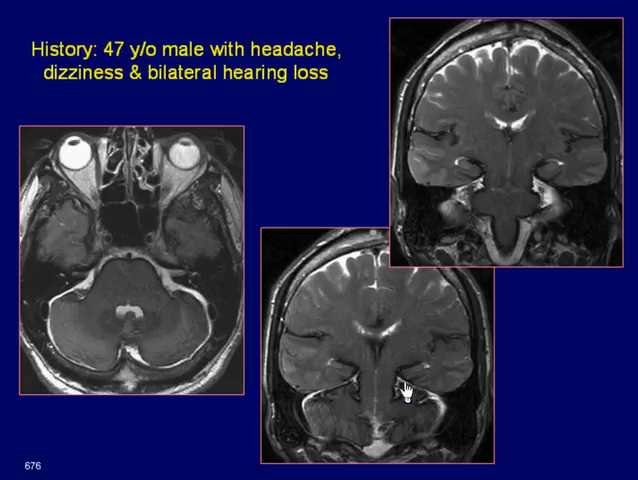 History: 47 y/o male with headache,
dizziness & bilateral hearing loss
676